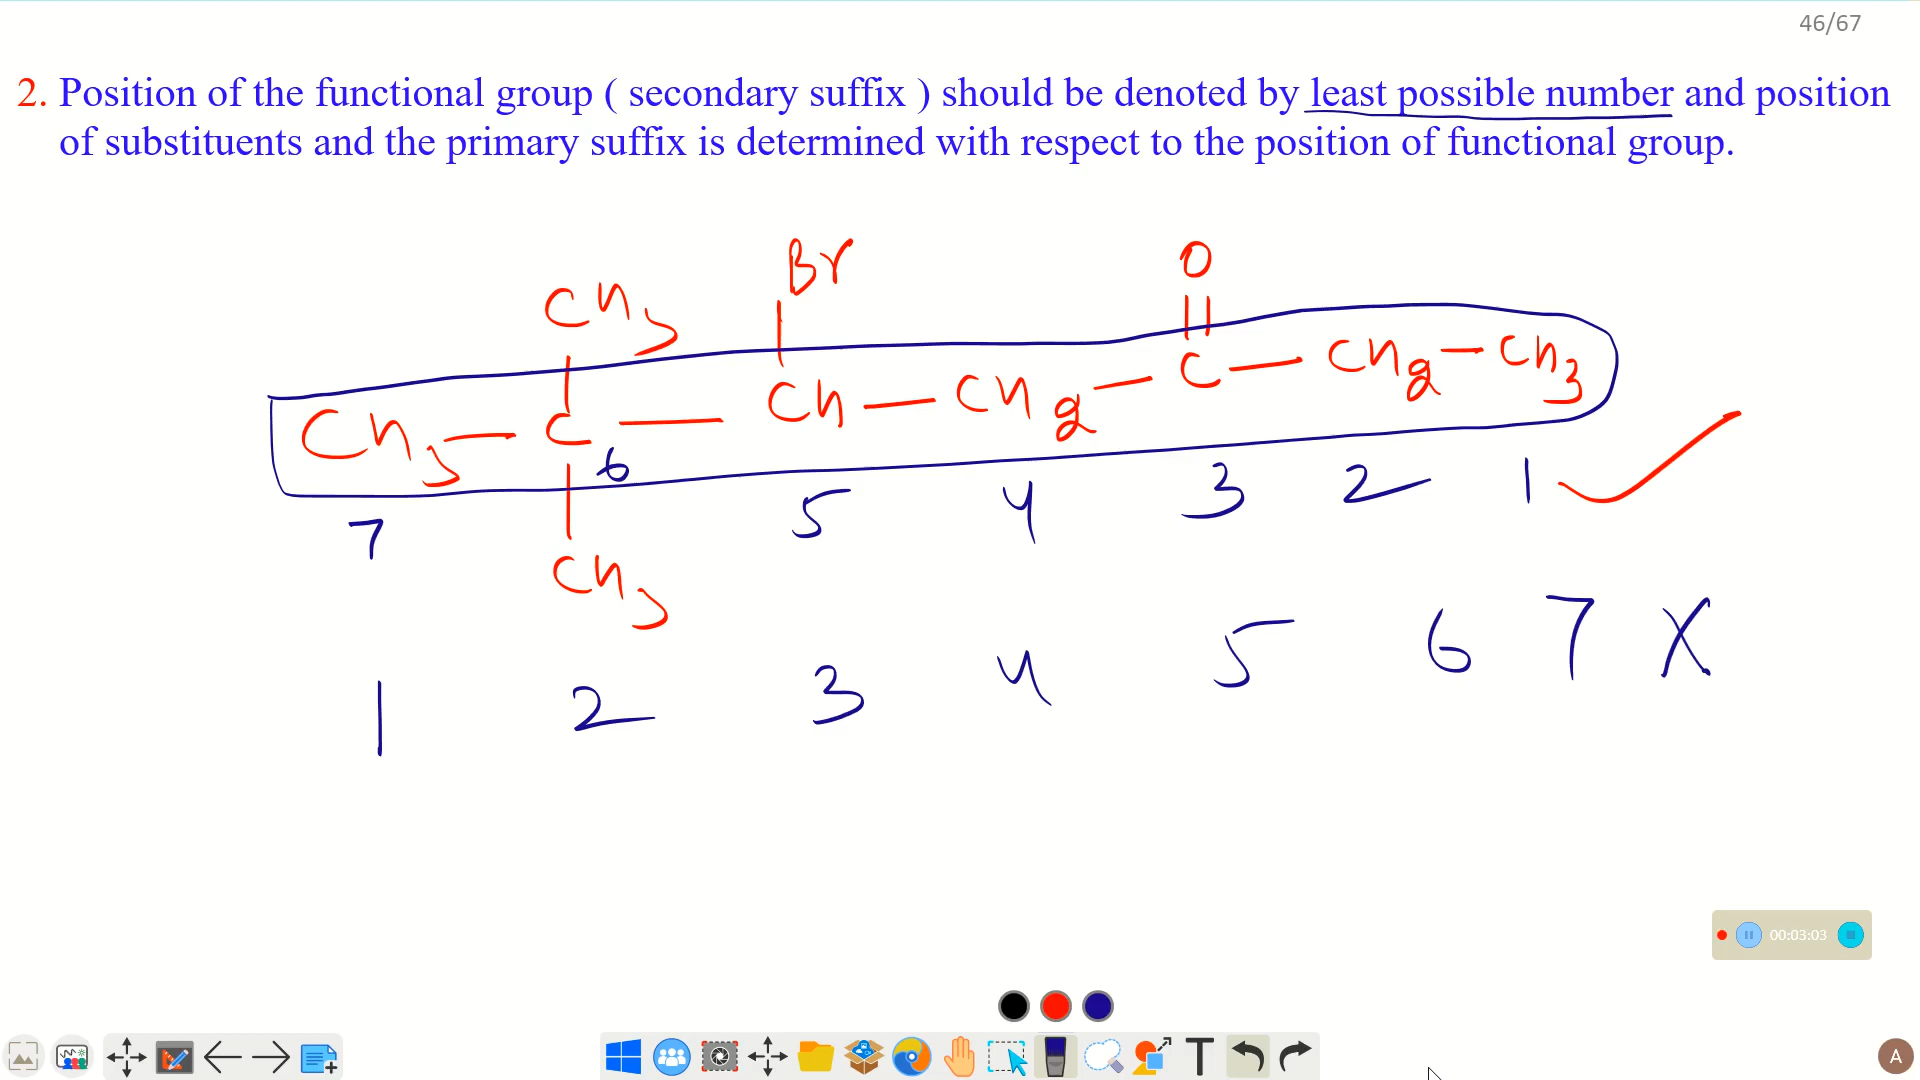 46/67
2. Position of the functional group ( secondary suffix ) should be denoted by least possible number and position
of substituents and the primary suffix is determined with respect to the position of functional group.
Br
O
CH3
CH3 — C — CH — CH2 — C — CH2 — CH3
6
7 5 4 3 2 1
CH3
1 2 3 4 5 6 7 X
00:03:03
T
A